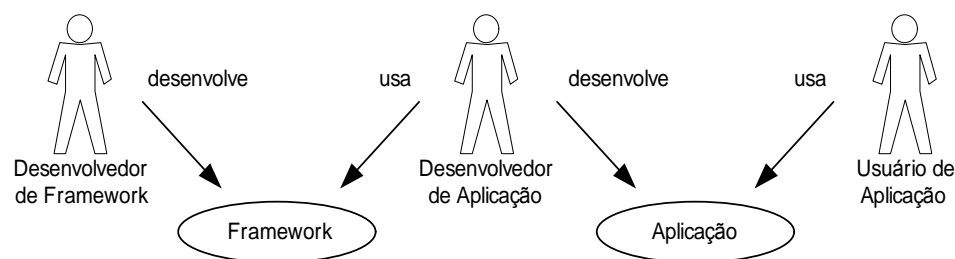 desenvolve
usa
desenvolve
usa
Desenvolvedor
de Framework
Desenvolvedor
de Aplicação
Usuário de
Aplicação
Framework
Aplicação